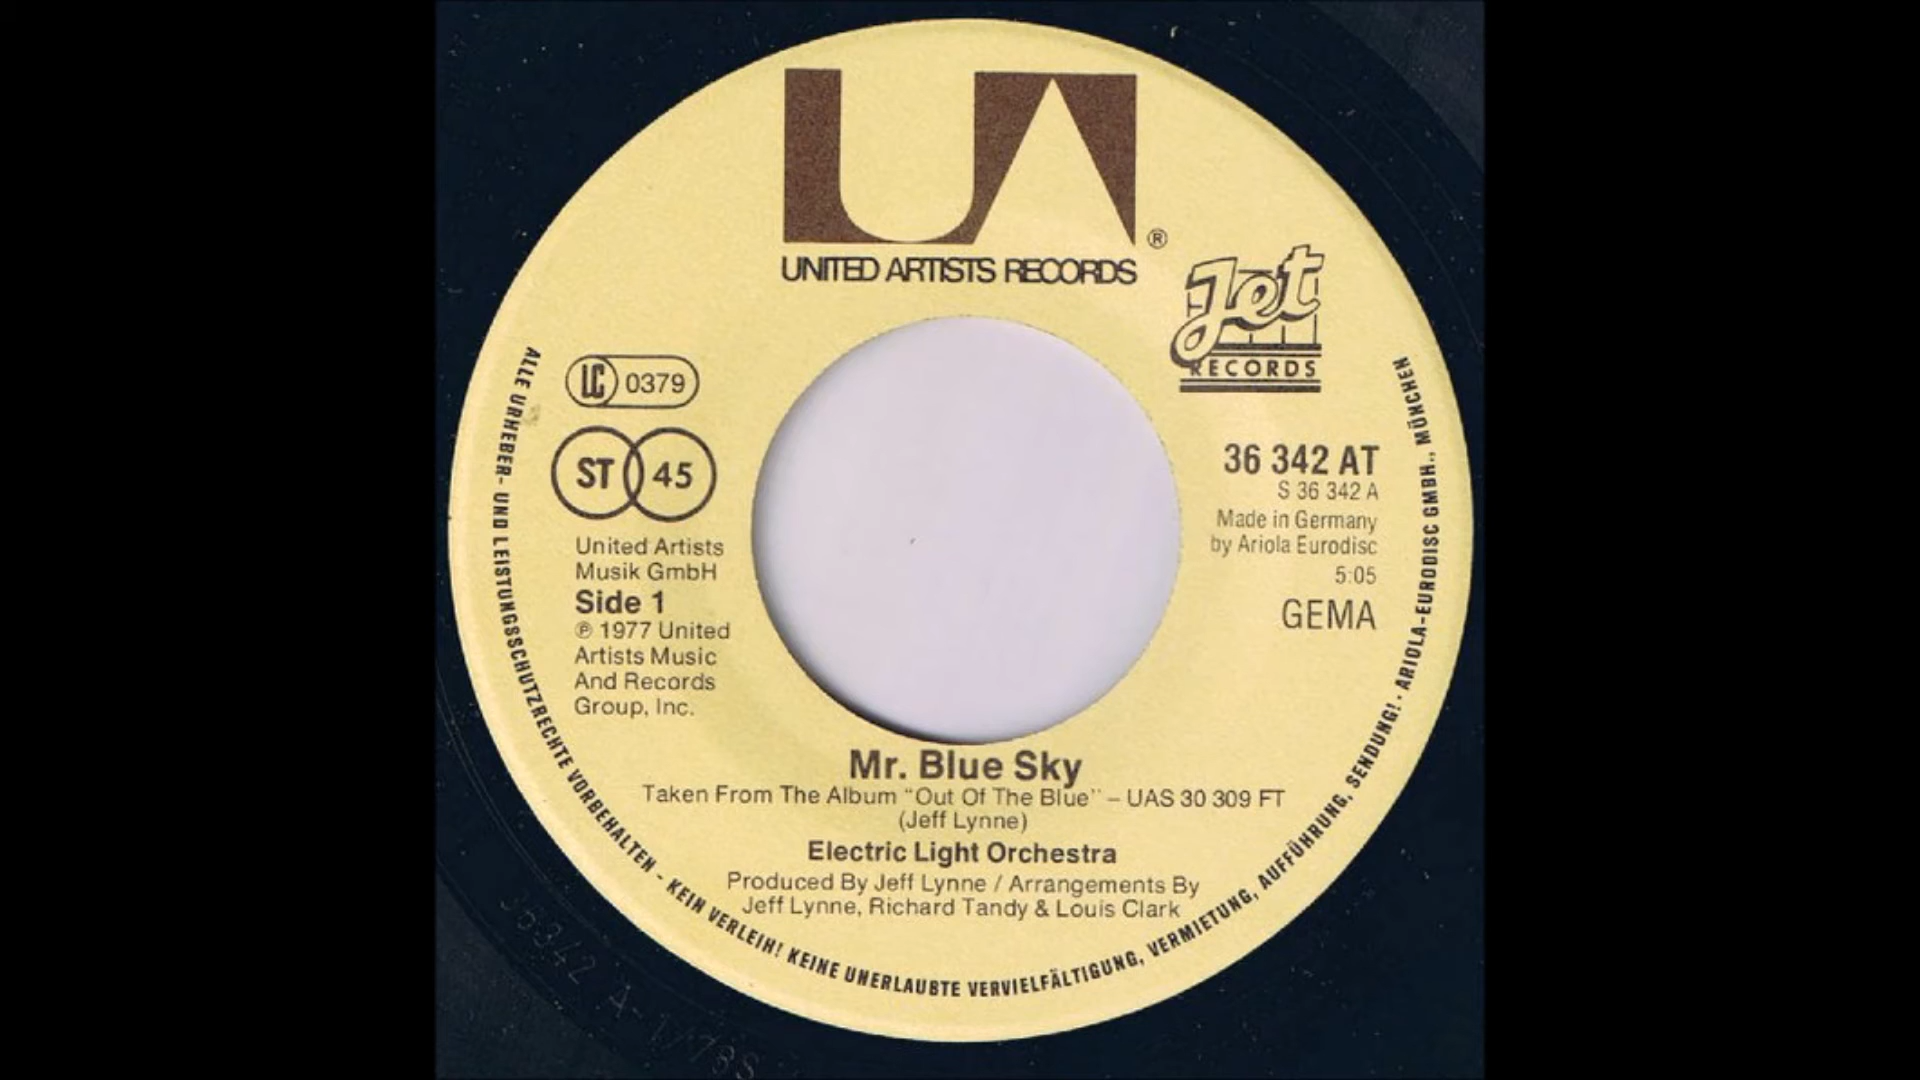 UA
®
UNITED ARTISTS RECORDS
Jet
RECORDS
LC 0379
ST 45
United Artists
Musik GmbH
Side 1
℗ 1977 United
Artists Music
And Records
Group, Inc.
36 342 AT
S 36 342 A
Made in Germany
by Ariola Eurodisc
5:05
GEMA
Mr. Blue Sky
Taken From The Album "Out Of The Blue" – UAS 30 309 FT
(Jeff Lynne)
Electric Light Orchestra
Produced By Jeff Lynne / Arrangements By
Jeff Lynne, Richard Tandy & Louis Clark
ALLE URHEBER- UND LEISTUNGSSCHUTZRECHTE VORBEHALTEN - KEIN VERLEIH! KEINE UNERLAUBTE VERVIELFÄLTIGUNG, VERMIETUNG, AUFFÜHRUNG, SENDUNG! · ARIOLA-EURODISC GMBH., MÜNCHEN